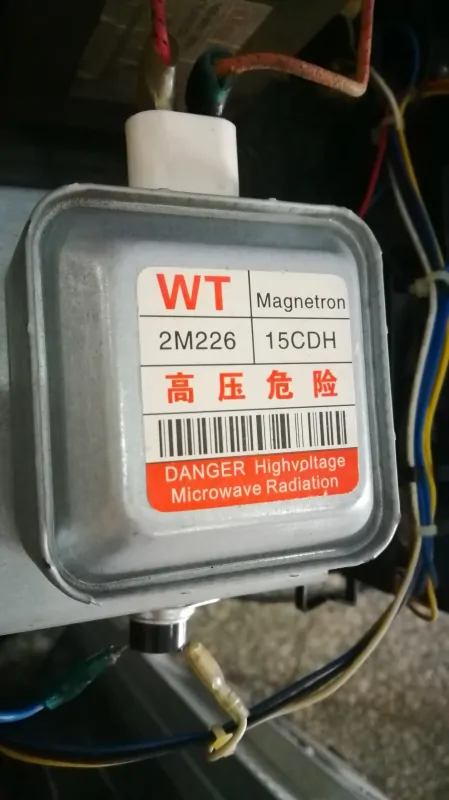 WT
Magnetron
2M226
15CDH
高压危险
DANGER Highvoltage
Microwave Radiation